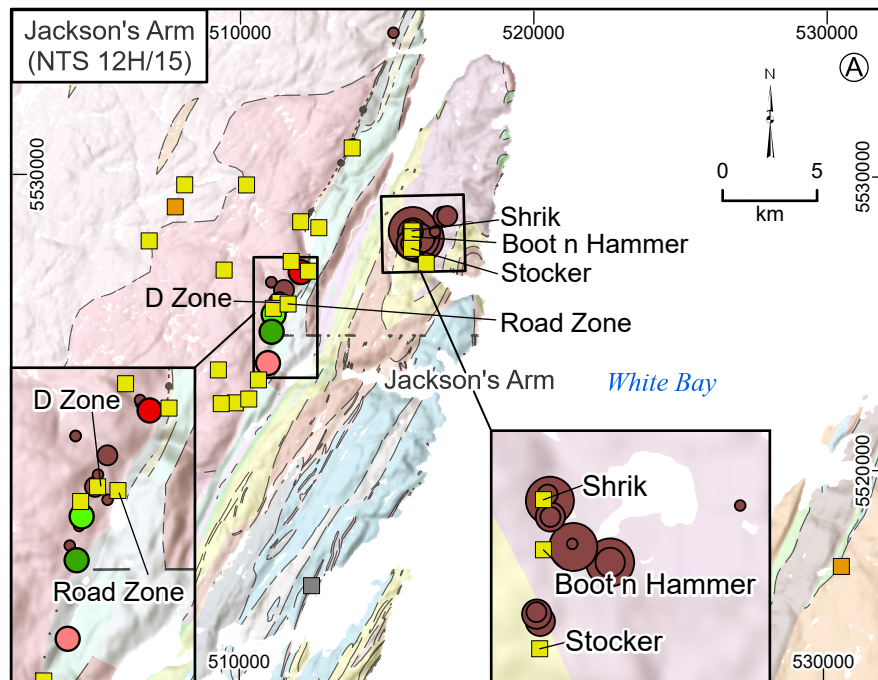 Jackson's Arm
(NTS 12H/15)
510000
520000
530000
A
N
5530000
5530000
0
5
km
Shrik
Boot n Hammer
Stocker
D Zone
Road Zone
Jackson's Arm
White Bay
D Zone
Road Zone
Shrik
Boot n Hammer
Stocker
5520000
510000
530000